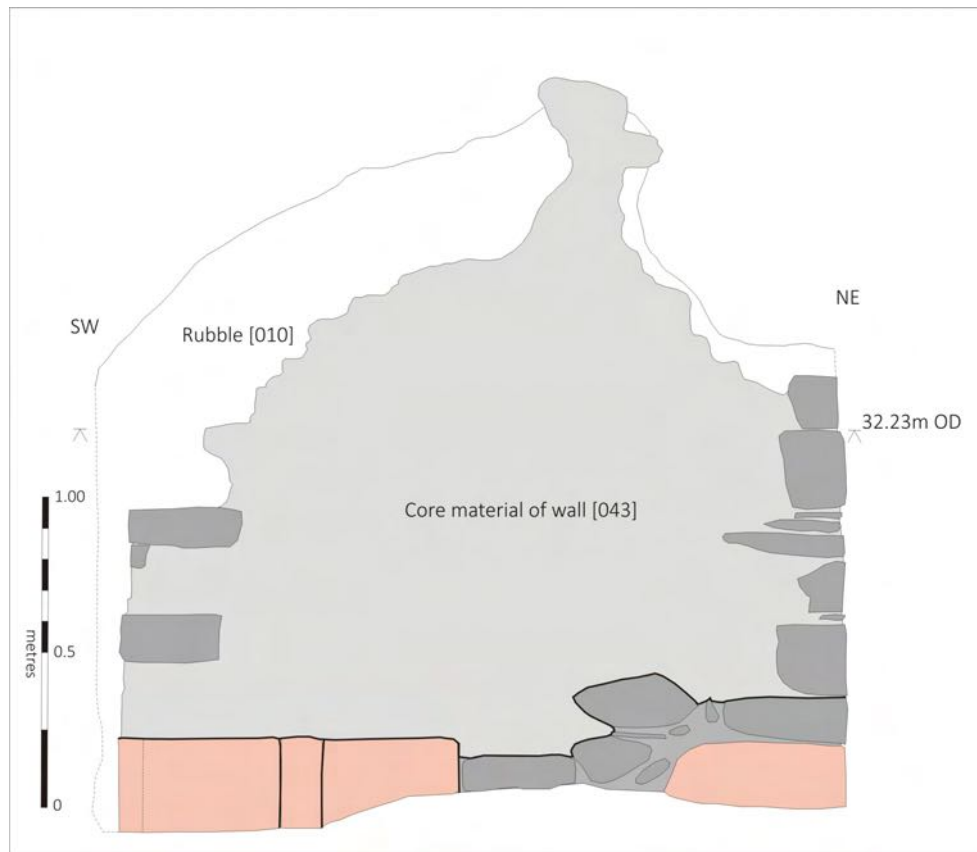 NE
SW
Rubble [010]
32.23m OD
1.00
Core material of wall [043]
0.5
metres
0